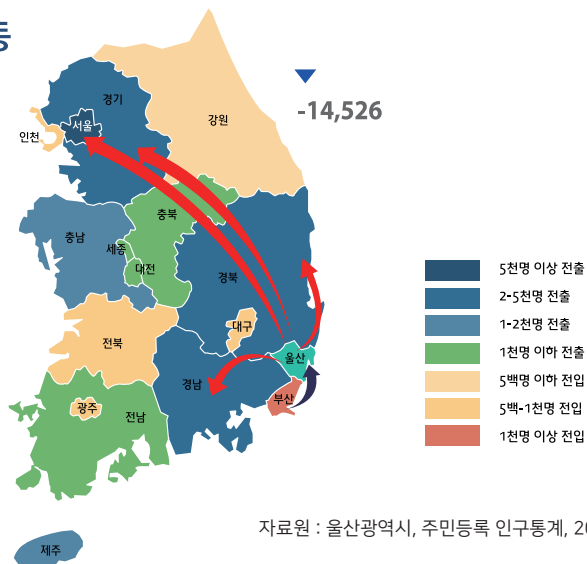 동
-14,526
경기
서울
강원
인천
충북
충남
세종
대전
경북
대구
전북
울산
경남
부산
광주
전남
제주
5천명 이상 전출
2-5천명 전출
1-2천명 전출
1천명 이하 전출
5백명 이하 전입
5백-1천명 전입
1천명 이상 전입
자료원 : 울산광역시, 주민등록 인구통계, 20